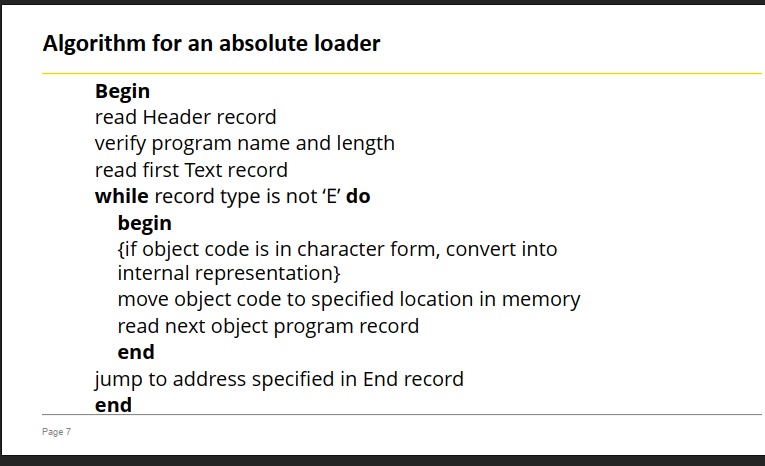 Algorithm for an absolute loader
Begin
read Header record
verify program name and length
read first Text record
while record type is not ‘E’ do
begin
{if object code is in character form, convert into
internal representation}
move object code to specified location in memory
read next object program record
end
jump to address specified in End record
end
Page 7